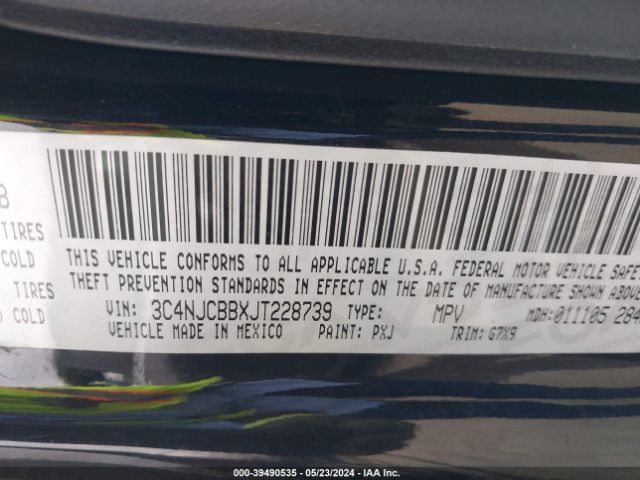 8
TIRES
COLD
THIS VEHICLE CONFORMS TO ALL APPLICABLE U.S.A. FEDERAL MOTOR VEHICLE SAFE
THEFT PREVENTION STANDARDS IN EFFECT ON THE DATE OF MANUFACTURE SHOWN ABOVE
TIRES
COLD
VIN: 3C4NJCBBXJT228739 TYPE: MPV MDH: 011105 284
VEHICLE MADE IN MEXICO PAINT: PXJ TRIM: G7X9
000-39490535 - 05/23/2024 - IAA Inc.